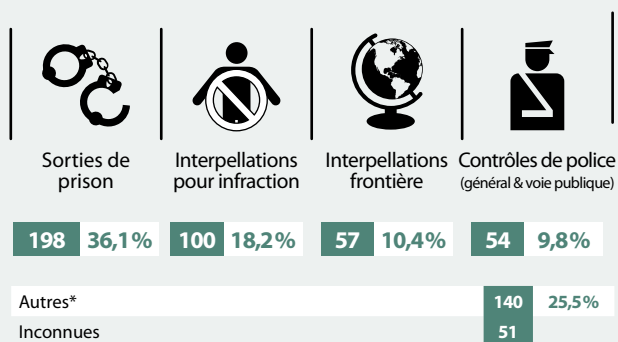 Sorties de
prison
Interpellations
pour infraction
Interpellations
frontière
Contrôles de police
(général & voie publique)
198 36,1%
100 18,2%
57 10,4%
54 9,8%
Autres* 140 25,5%
Inconnues 51